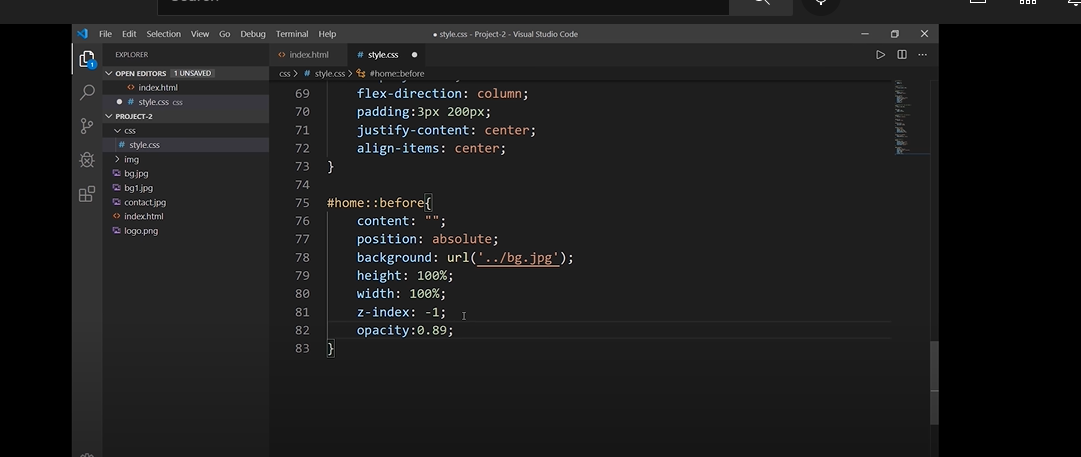 File Edit Selection View Go Debug Terminal Help
● style.css - Project-2 - Visual Studio Code
EXPLORER
OPEN EDITORS 1 UNSAVED
<> index.html
● # style.css css
PROJECT-2
css
# style.css
img
bg.jpg
bg1.jpg
contact.jpg
<> index.html
logo.png
1
<> index.html # style.css ●
css > # style.css > #home::before
69 flex-direction: column;
70 padding:3px 200px;
71 justify-content: center;
72 align-items: center;
73 }
74
75 #home::before{
76 content: "";
77 position: absolute;
78 background: url('../bg.jpg');
79 height: 100%;
80 width: 100%;
81 z-index: -1;
82 opacity:0.89;
83 }